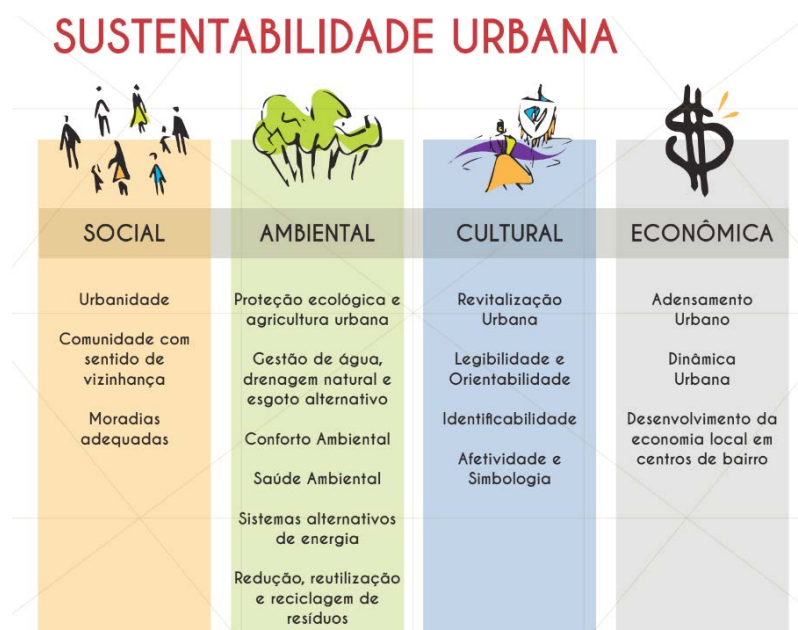 SUSTENTABILIDADE URBANA
SOCIAL
Urbanidade
Comunidade com
sentido de
vizinhança
Moradias
adequadas
AMBIENTAL
Proteção ecológica e
agricultura urbana
Gestão de água,
drenagem natural e
esgoto alternativo
Conforto Ambiental
Saúde Ambiental
Sistemas alternativos
de energia
Redução, reutilização
e reciclagem de
resíduos
CULTURAL
Revitalização
Urbana
Legibilidade e
Orientabilidade
Identificabilidade
Afetividade e
Simbologia
ECONÔMICA
Adensamento
Urbano
Dinâmica
Urbana
Desenvolvimento da
economia local em
centros de bairro